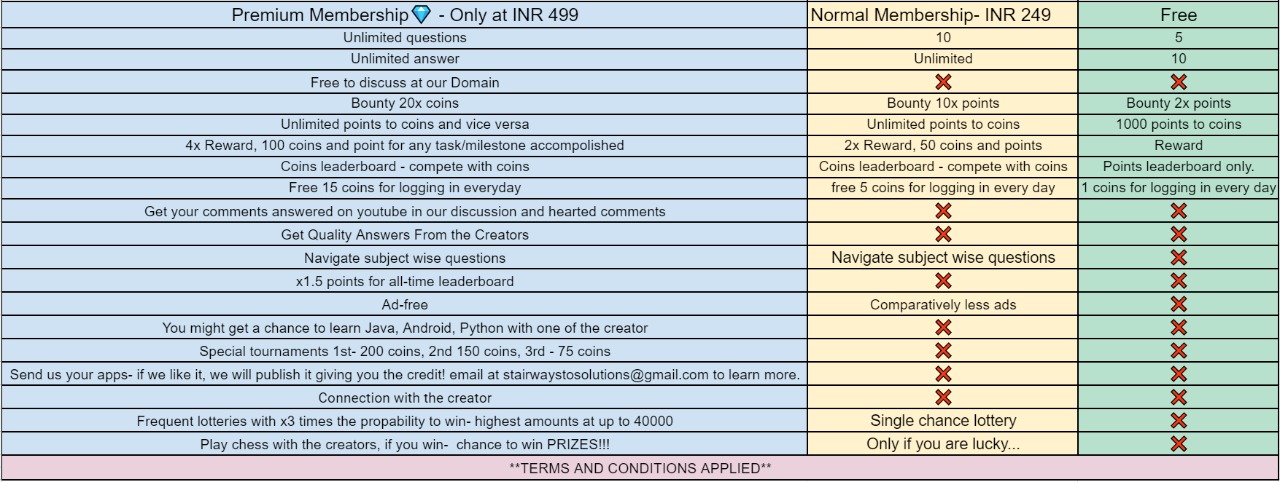 Premium Membership💎 - Only at INR 499 Normal Membership- INR 249 Free
Unlimited questions 10 5
Unlimited answer Unlimited 10
Free to discuss at our Domain ❌ ❌
Bounty 20x coins Bounty 10x points Bounty 2x points
Unlimited points to coins and vice versa Unlimited points to coins 1000 points to coins
4x Reward, 100 coins and point for any task/milestone accompolished 2x Reward, 50 coins and points Reward
Coins leaderboard - compete with coins Coins leaderboard - compete with coins Points leaderboard only.
Free 15 coins for logging in everyday free 5 coins for logging in every day 1 coins for logging in every day
Get your comments answered on youtube in our discussion and hearted comments ❌ ❌
Get Quality Answers From the Creators ❌ ❌
Navigate subject wise questions Navigate subject wise questions ❌
x1.5 points for all-time leaderboard ❌ ❌
Ad-free Comparatively less ads ❌
You might get a chance to learn Java, Android, Python with one of the creator ❌ ❌
Special tournaments 1st- 200 coins, 2nd 150 coins, 3rd - 75 coins ❌ ❌
Send us your apps- if we like it, we will publish it giving you the credit! email at stairwaystosolutions@gmail.com to learn more. ❌ ❌
Connection with the creator ❌ ❌
Frequent lotteries with x3 times the propability to win- highest amounts at up to 40000 Single chance lottery ❌
Play chess with the creators, if you win- chance to win PRIZES!!! Only if you are lucky... ❌
**TERMS AND CONDITIONS APPLIED**